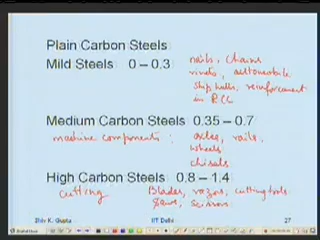 Plain Carbon Steels
Mild Steels 0 – 0.3
nails, chains
rivets, automobile
ship hulls, reinforcement
in RCC
Medium Carbon Steels 0.35 – 0.7
machine components : axles, rails,
wheels
chisels
High Carbon Steels 0.8 – 1.4
Cutting Blades, razors, cutting tools
saws, scissors
Shiv K. Gupta IIT Delhi 27